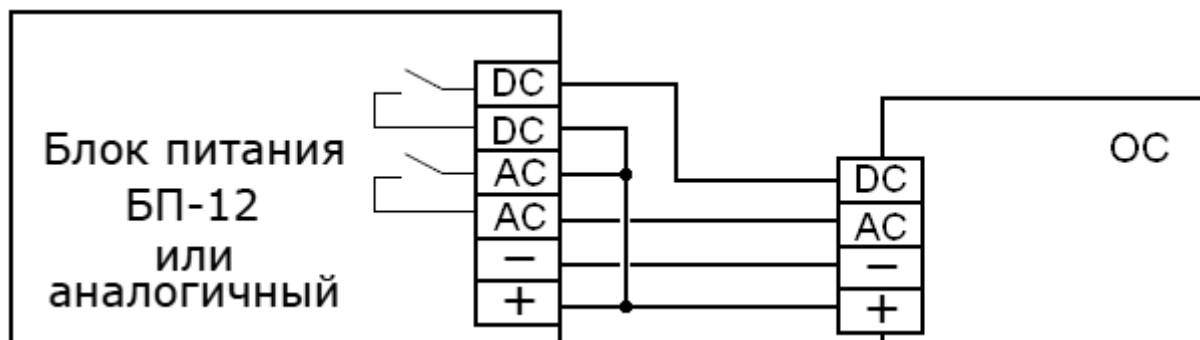 Блок питания
БП-12
или
аналогичный
DC
DC
AC
AC
−
+
DC
AC
−
+
ОС